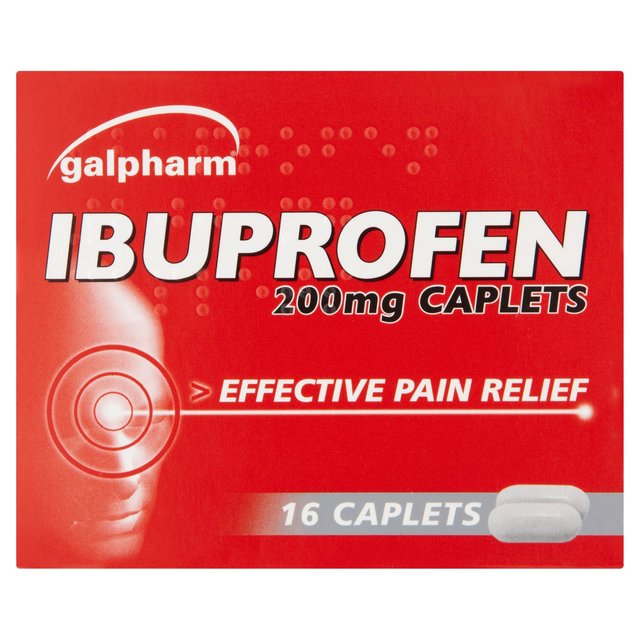 galpharm
IBUPROFEN
200mg CAPLETS
> EFFECTIVE PAIN RELIEF
16 CAPLETS